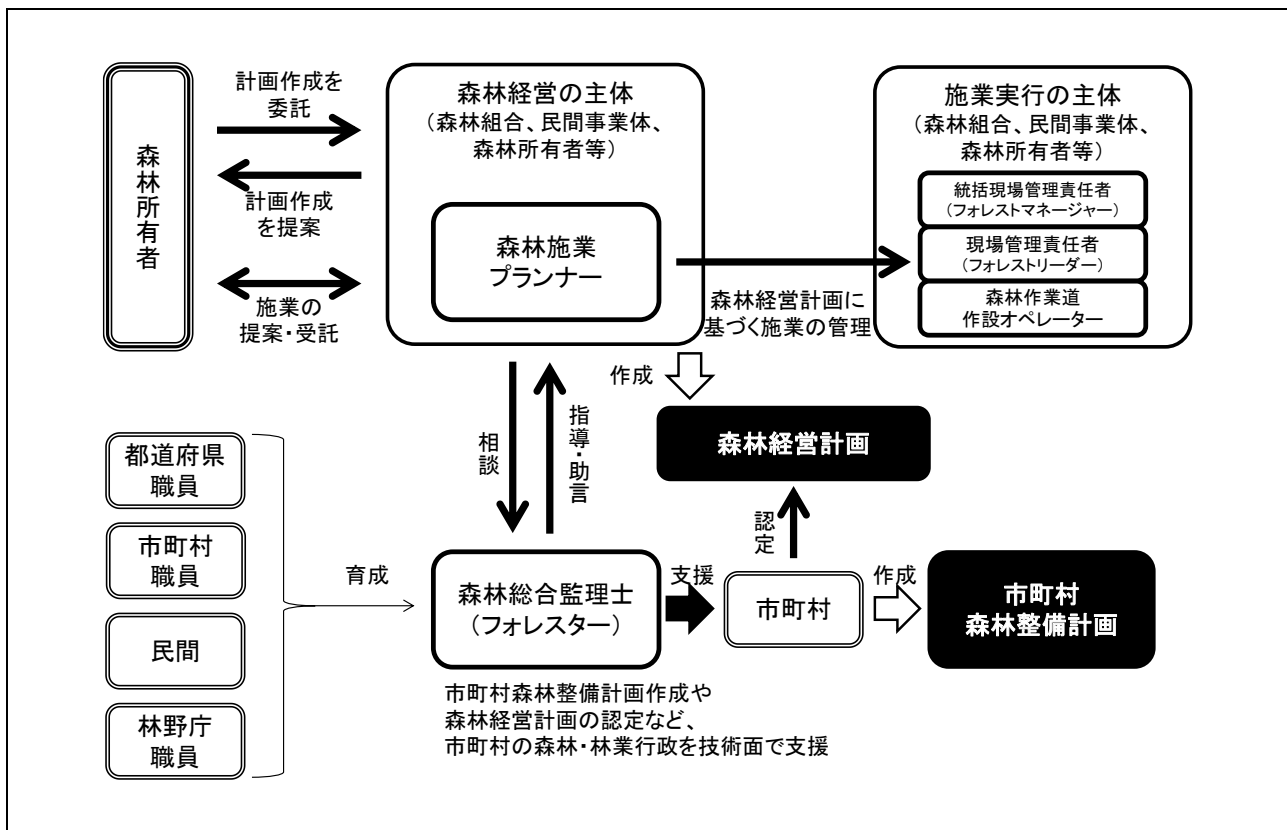 森林所有者
計画作成を
委託
計画作成
を提案
施業の
提案・受託
森林経営の主体
(森林組合、民間事業体、
森林所有者等)
森林施業
プランナー
森林経営計画に
基づく施業の管理
施業実行の主体
(森林組合、民間事業体、
森林所有者等)
統括現場管理責任者
(フォレストマネージャー)
現場管理責任者
(フォレストリーダー)
森林作業道
作設オペレーター
作成
森林経営計画
相談
指導・助言
認定
都道府県
職員
市町村
職員
民間
林野庁
職員
育成
森林総合監理士
(フォレスター)
支援
市町村
作成
市町村
森林整備計画
市町村森林整備計画作成や
森林経営計画の認定など、
市町村の森林・林業行政を技術面で支援